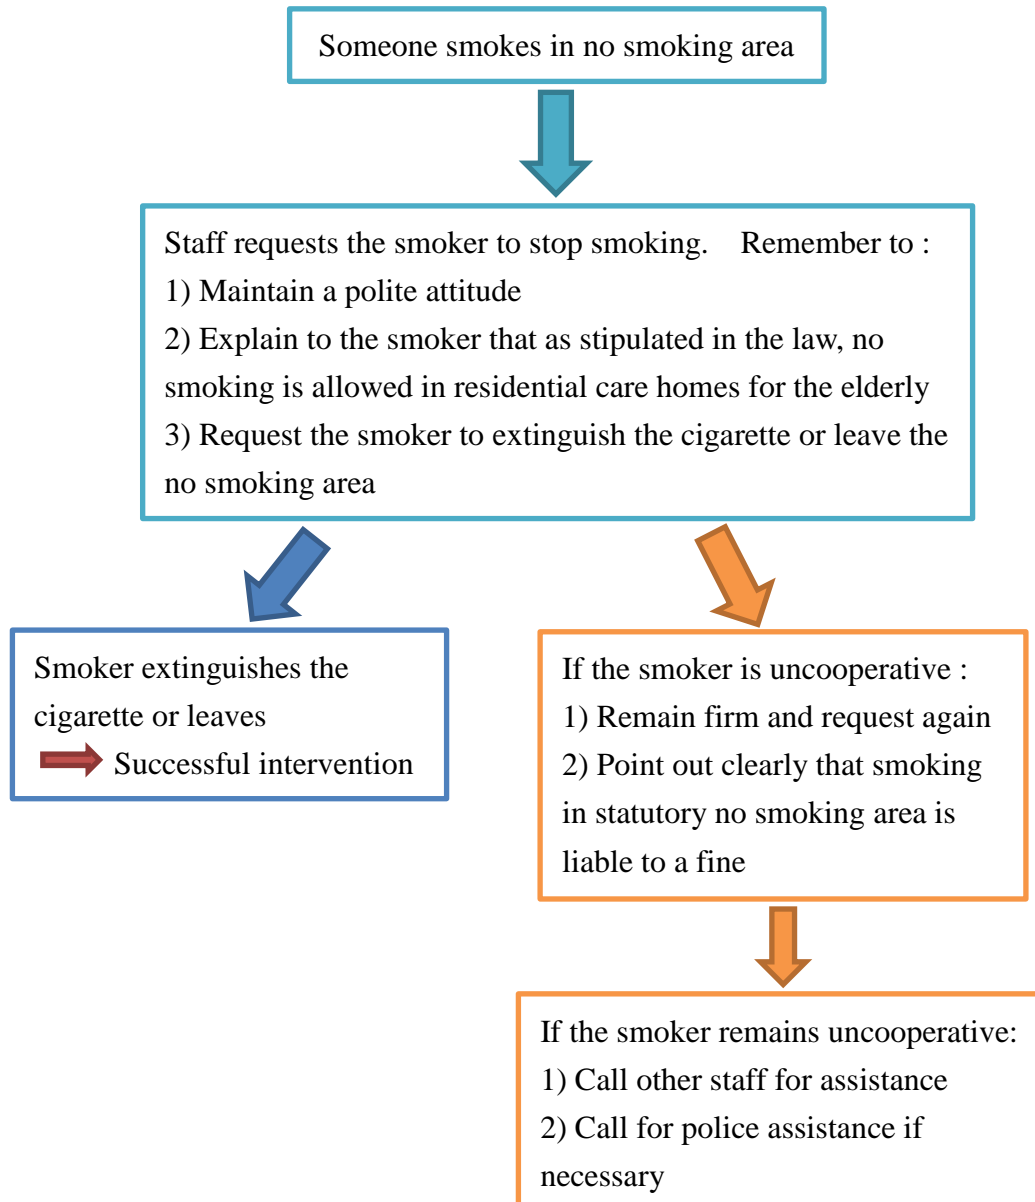 Someone smokes in no smoking area
Staff requests the smoker to stop smoking. Remember to :
1) Maintain a polite attitude
2) Explain to the smoker that as stipulated in the law, no
smoking is allowed in residential care homes for the elderly
3) Request the smoker to extinguish the cigarette or leave the
no smoking area
Smoker extinguishes the
cigarette or leaves
Successful intervention
If the smoker is uncooperative :
1) Remain firm and request again
2) Point out clearly that smoking
in statutory no smoking area is
liable to a fine
If the smoker remains uncooperative:
1) Call other staff for assistance
2) Call for police assistance if
necessary